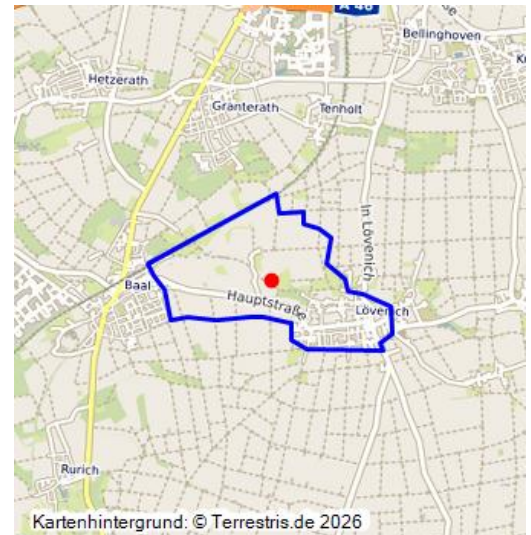 A 46
Bellinghoven
Hetzerath
Granterath
Tenholt
In Lövenich
Baal
Hauptstraße
Lövenich
Rurich
Kartenhintergrund: © Terrestris.de 2026